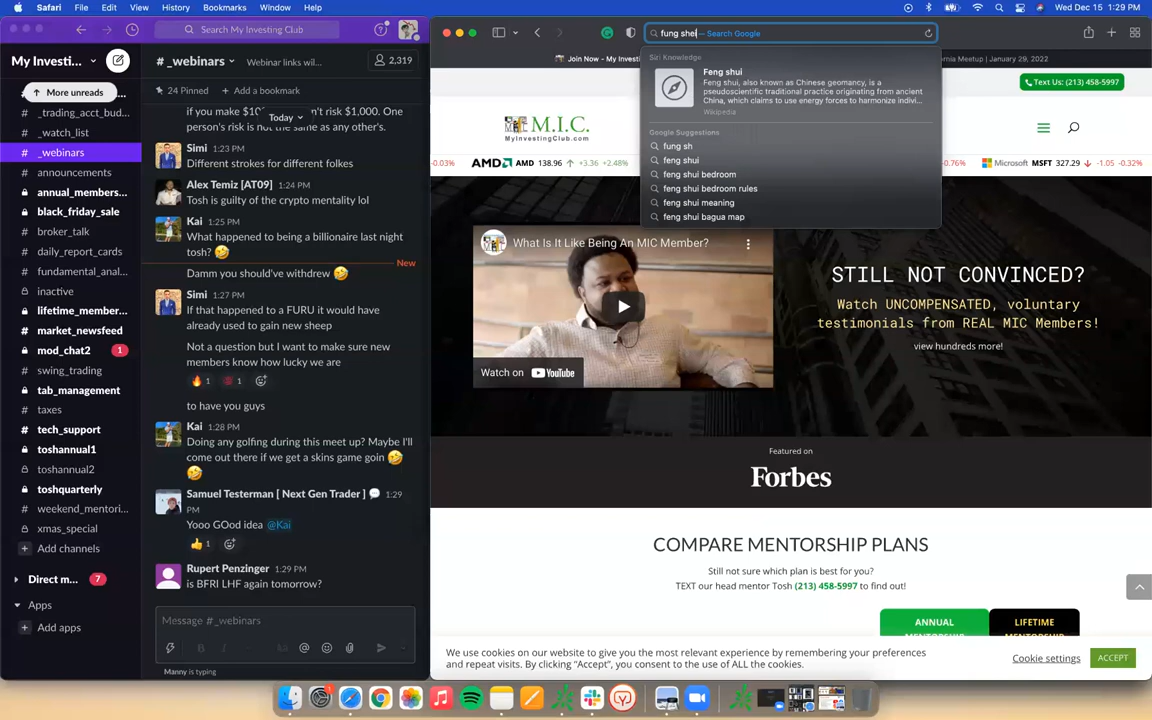 Safari File Edit View History Bookmarks Window Help
Wed Dec 15 1:29 PM
Search My Investing Club
My Investi...
More unreads
# _trading_acct_bud...
# _watch_list
# _webinars
# announcements
annual_members...
black_friday_sale
# broker_talk
# daily_report_cards
# fundamental_anal...
inactive
lifetime_member...
# market_newsfeed
mod_chat2 1
# swing_trading
tab_management
# taxes
# tech_support
toshannual1
toshannual2
toshquarterly
# weekend_mentori...
xmas_special
Add channels
Direct m... 7
Apps
Add apps
# _webinars
Webinar links wil...
2,319
24 Pinned + Add a bookmark
Today
person's risk is not the same as any other's.
Simi 1:23 PM
Different strokes for different folkes
Alex Temiz [AT09] 1:24 PM
Tosh is guilty of the crypto mentality lol
Kai 1:25 PM
What happened to being a billionaire last night
tosh? 🤣
New
Damm you should've withdrew 🤣
Simi 1:27 PM
If that happened to a FURU it would have
already used to gain new sheep
Not a question but I want to make sure new
members know how lucky we are
1 1
to have you guys
Kai 1:28 PM
Doing any golfing during this meet up? Maybe I'll
come out there if we get a skins game goin 🤣
🤣
Samuel Testerman [ Next Gen Trader ] 1:29
PM
Yooo GOod idea @Kai
1
Rupert Penzinger 1:29 PM
is BFRI LHF again tomorrow?
Message # _webinars
Manny is typing
fung shei — Search Google
Siri Knowledge
Feng shui
Feng shui, also known as Chinese geomancy, is a
pseudoscientific traditional practice originating from ancient
China, which claims to use energy forces to harmonize indivi...
Wikipedia
Google Suggestions
fung sh
feng shui
feng shui bedroom
feng shui bedroom rules
feng shui meaning
feng shui bagua map
Join Now - My Investi
Meetup | January 29, 2022
Text Us: (213) 458-5997
M.I.C.
MyInvestingClub.com
-0.03% AMD AMD 138.96 ↑ +3.36 +2.48%
-0.76% Microsoft MSFT 327.29 ↓ -1.05 -0.32%
What Is It Like Being An MIC Member?
Watch on YouTube
STILL NOT CONVINCED?
Watch UNCOMPENSATED, voluntary
testimonials from REAL MIC Members!
view hundreds more!
Featured on
Forbes
COMPARE MENTORSHIP PLANS
Still not sure which plan is best for you?
TEXT our head mentor Tosh (213) 458-5997 to find out!
ANNUAL
LIFETIME
We use cookies on our website to give you the most relevant experience by remembering your preferences
and repeat visits. By clicking "Accept", you consent to the use of ALL the cookies.
Cookie settings
ACCEPT